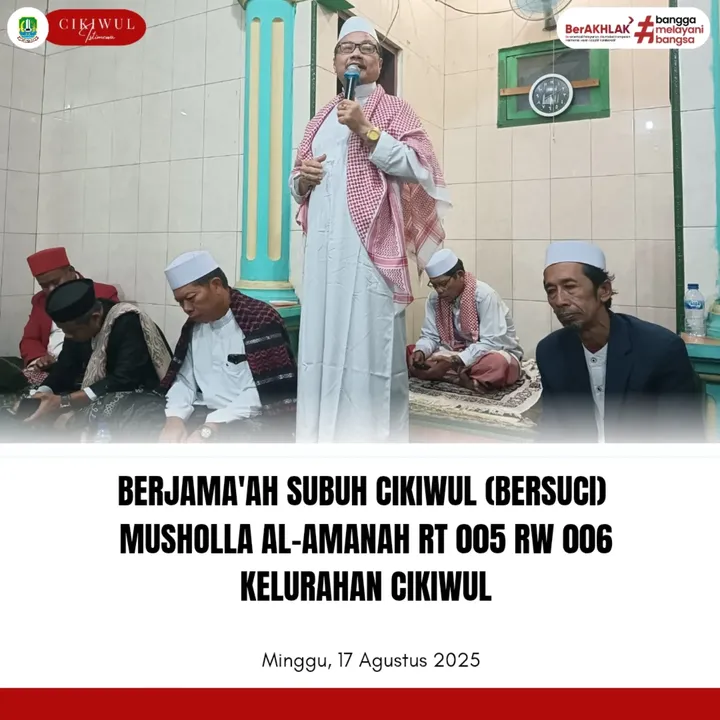 CIKIWUL
Istimewa
BerAKHLAK
#bangga
melayani
bangsa
BERJAMA'AH SUBUH CIKIWUL (BERSUCI)
MUSHOLLA AL-AMANAH RT 005 RW 006
KELURAHAN CIKIWUL
Minggu, 17 Agustus 2025